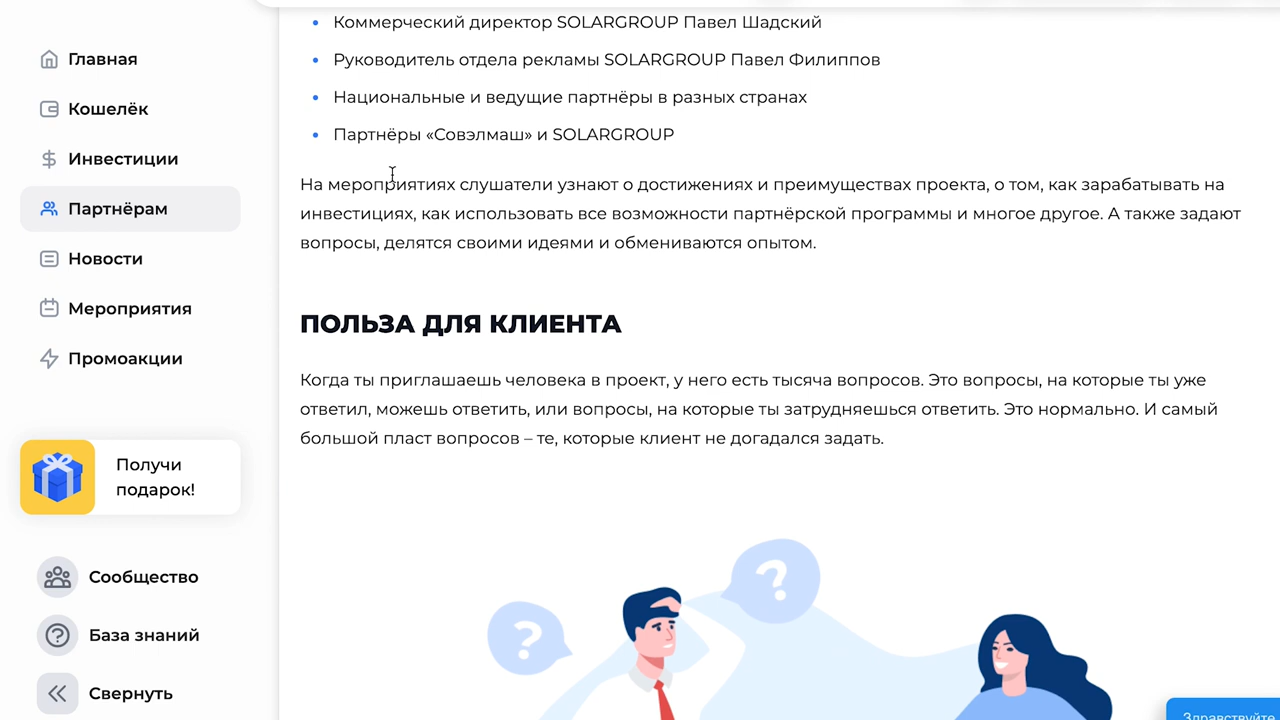 Главная
Кошелёк
Инвестиции
Партнёрам
Новости
Мероприятия
Промоакции
Получи
подарок!
Сообщество
База знаний
Свернуть
Коммерческий директор SOLARGROUP Павел Шадский
Руководитель отдела рекламы SOLARGROUP Павел Филиппов
Национальные и ведущие партнёры в разных странах
Партнёры «Совэлмаш» и SOLARGROUP
На мероприятиях слушатели узнают о достижениях и преимуществах проекта, о том, как зарабатывать на
инвестициях, как использовать все возможности партнёрской программы и многое другое. А также задают
вопросы, делятся своими идеями и обмениваются опытом.
ПОЛЬЗА ДЛЯ КЛИЕНТА
Когда ты приглашаешь человека в проект, у него есть тысяча вопросов. Это вопросы, на которые ты уже
ответил, можешь ответить, или вопросы, на которые ты затрудняешься ответить. Это нормально. И самый
большой пласт вопросов – те, которые клиент не догадался задать.
?
?
Здравствуйте